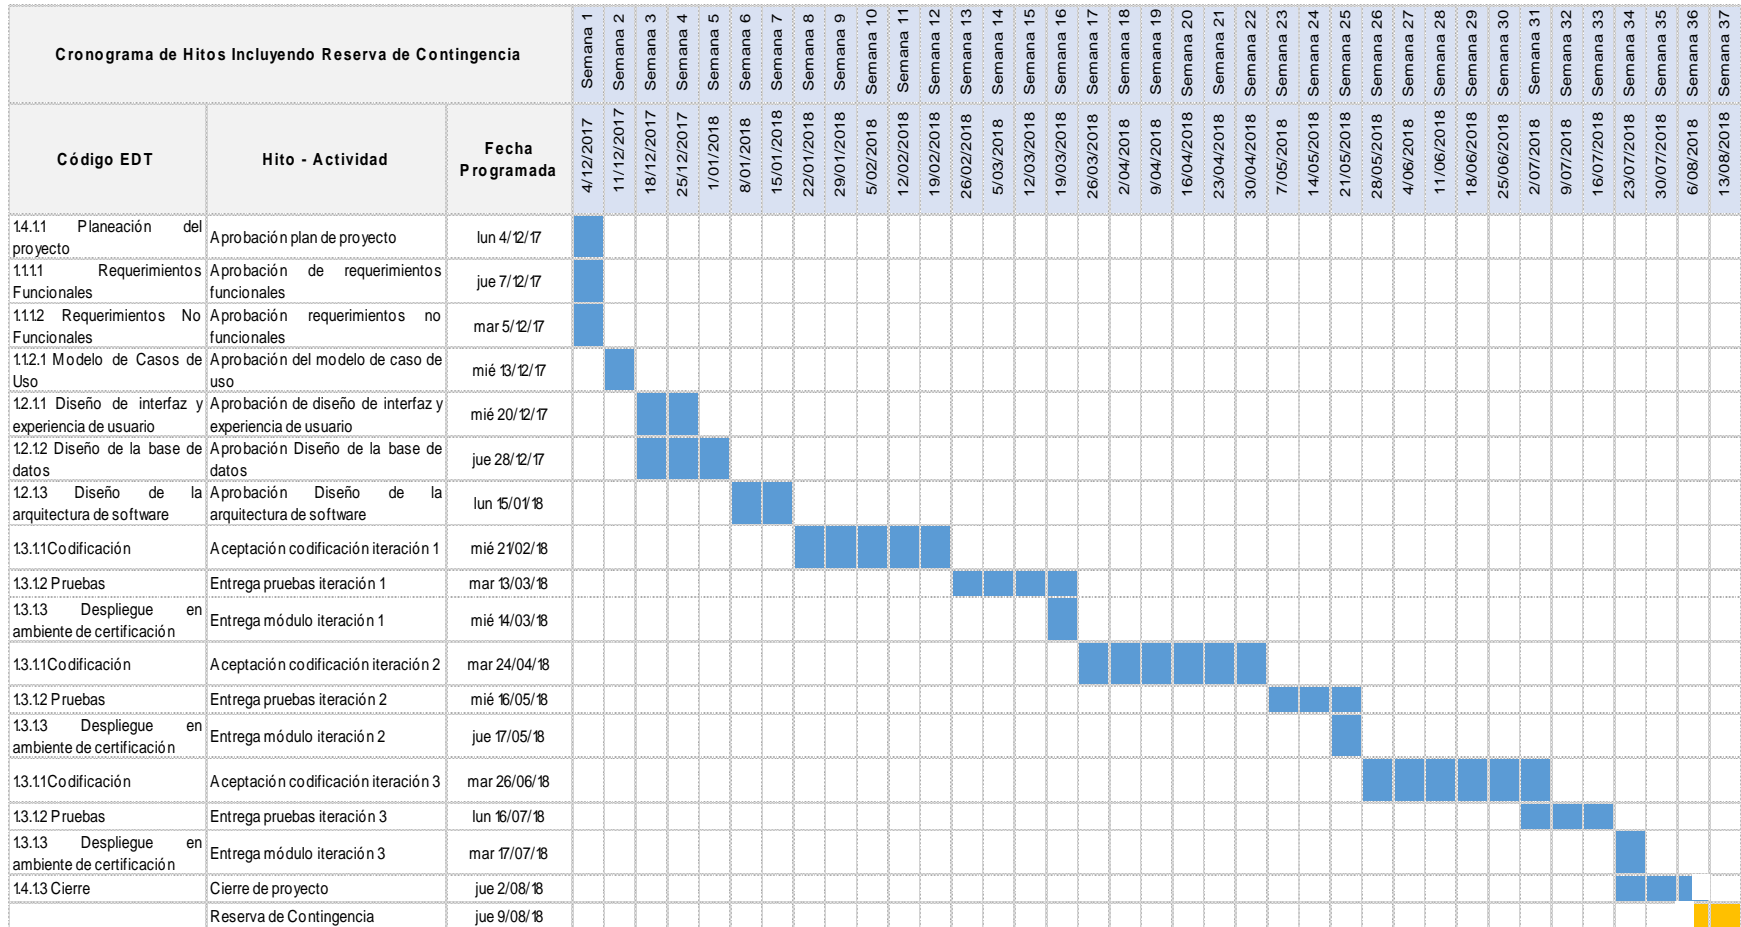 Cronograma de Hitos Incluyendo Reserva de Contingencia
Semana 1
Semana 2
Semana 3
Semana 4
Semana 5
Semana 6
Semana 7
Semana 8
Semana 9
Semana 10
Semana 11
Semana 12
Semana 13
Semana 14
Semana 15
Semana 16
Semana 17
Semana 18
Semana 19
Semana 20
Semana 21
Semana 22
Semana 23
Semana 24
Semana 25
Semana 26
Semana 27
Semana 28
Semana 29
Semana 30
Semana 31
Semana 32
Semana 33
Semana 34
Semana 35
Semana 36
Semana 37
Código EDT
Hito - Actividad
Fecha
Programada
4/12/2017
11/12/2017
18/12/2017
25/12/2017
1/01/2018
8/01/2018
15/01/2018
22/01/2018
29/01/2018
5/02/2018
12/02/2018
19/02/2018
26/02/2018
5/03/2018
12/03/2018
19/03/2018
26/03/2018
2/04/2018
9/04/2018
16/04/2018
23/04/2018
30/04/2018
7/05/2018
14/05/2018
21/05/2018
28/05/2018
4/06/2018
11/06/2018
18/06/2018
25/06/2018
2/07/2018
9/07/2018
16/07/2018
23/07/2018
30/07/2018
6/08/2018
13/08/2018
1.4.1.1 Planeación del
proyecto
Aprobación plan de proyecto
lun 4/12/17
1.1.1.1 Requerimientos
Funcionales
Aprobación de requerimientos
funcionales
jue 7/12/17
1.1.1.2 Requerimientos No
Funcionales
Aprobación requerimientos no
funcionales
mar 5/12/17
1.1.2.1 Modelo de Casos de
Uso
Aprobación del modelo de caso de
uso
mié 13/12/17
1.2.1.1 Diseño de interfaz y
experiencia de usuario
Aprobación de diseño de interfaz y
experiencia de usuario
mié 20/12/17
1.2.1.2 Diseño de la base de
datos
Aprobación Diseño de la base de
datos
jue 28/12/17
1.2.1.3 Diseño de la
arquitectura de software
Aprobación Diseño de la
arquitectura de software
lun 15/01/18
1.3.1.1 Codificación
Aceptación codificación iteración 1
mié 21/02/18
1.3.1.2 Pruebas
Entrega pruebas iteración 1
mar 13/03/18
1.3.1.3 Despliegue en
ambiente de certificación
Entrega módulo iteración 1
mié 14/03/18
1.3.1.1 Codificación
Aceptación codificación iteración 2
mar 24/04/18
1.3.1.2 Pruebas
Entrega pruebas iteración 2
mié 16/05/18
1.3.1.3 Despliegue en
ambiente de certificación
Entrega módulo iteración 2
jue 17/05/18
1.3.1.1 Codificación
Aceptación codificación iteración 3
mar 26/06/18
1.3.1.2 Pruebas
Entrega pruebas iteración 3
lun 16/07/18
1.3.1.3 Despliegue en
ambiente de certificación
Entrega módulo iteración 3
mar 17/07/18
1.4.1.3 Cierre
Cierre de proyecto
jue 2/08/18
Reserva de Contingencia
jue 9/08/18